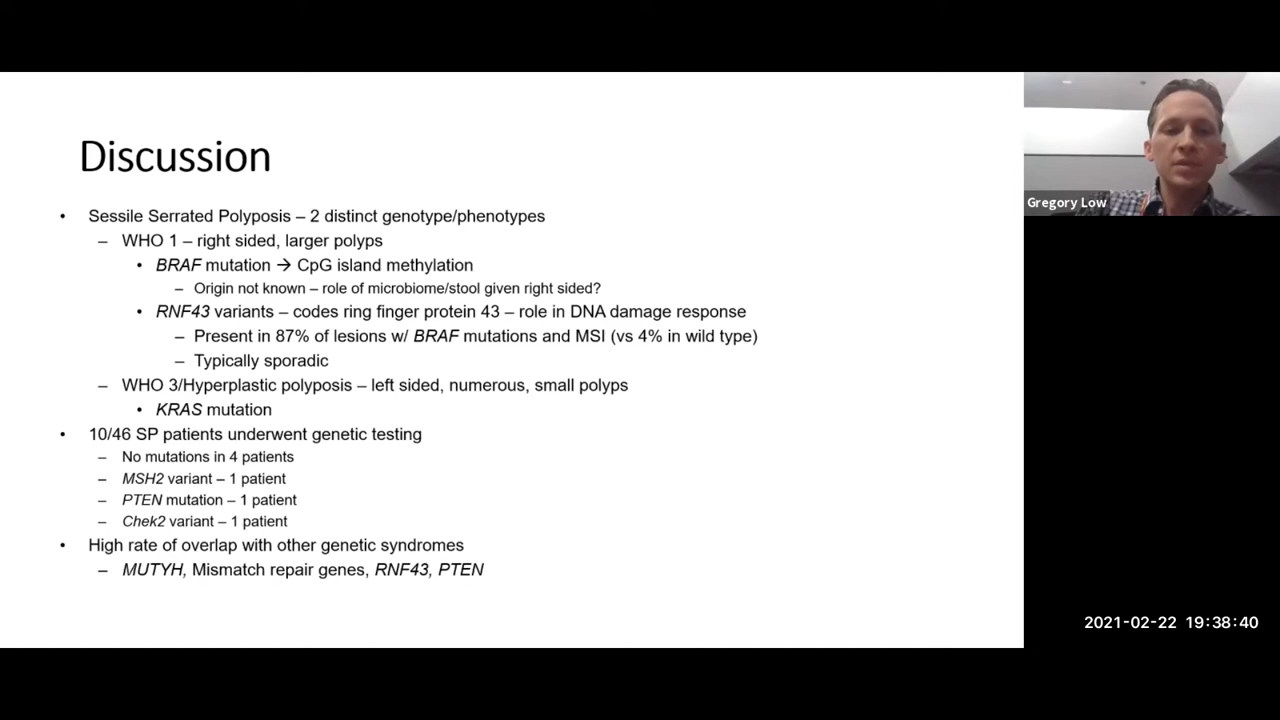 Discussion
• Sessile Serrated Polyposis – 2 distinct genotype/phenotypes
– WHO 1 – right sided, larger polyps
• BRAF mutation → CpG island methylation
– Origin not known – role of microbiome/stool given right sided?
• RNF43 variants – codes ring finger protein 43 – role in DNA damage response
– Present in 87% of lesions w/ BRAF mutations and MSI (vs 4% in wild type)
– Typically sporadic
– WHO 3/Hyperplastic polyposis – left sided, numerous, small polyps
• KRAS mutation
• 10/46 SP patients underwent genetic testing
– No mutations in 4 patients
– MSH2 variant – 1 patient
– PTEN mutation – 1 patient
– Chek2 variant – 1 patient
• High rate of overlap with other genetic syndromes
– MUTYH, Mismatch repair genes, RNF43, PTEN
Gregory Low
2021-02-22 19:38:40